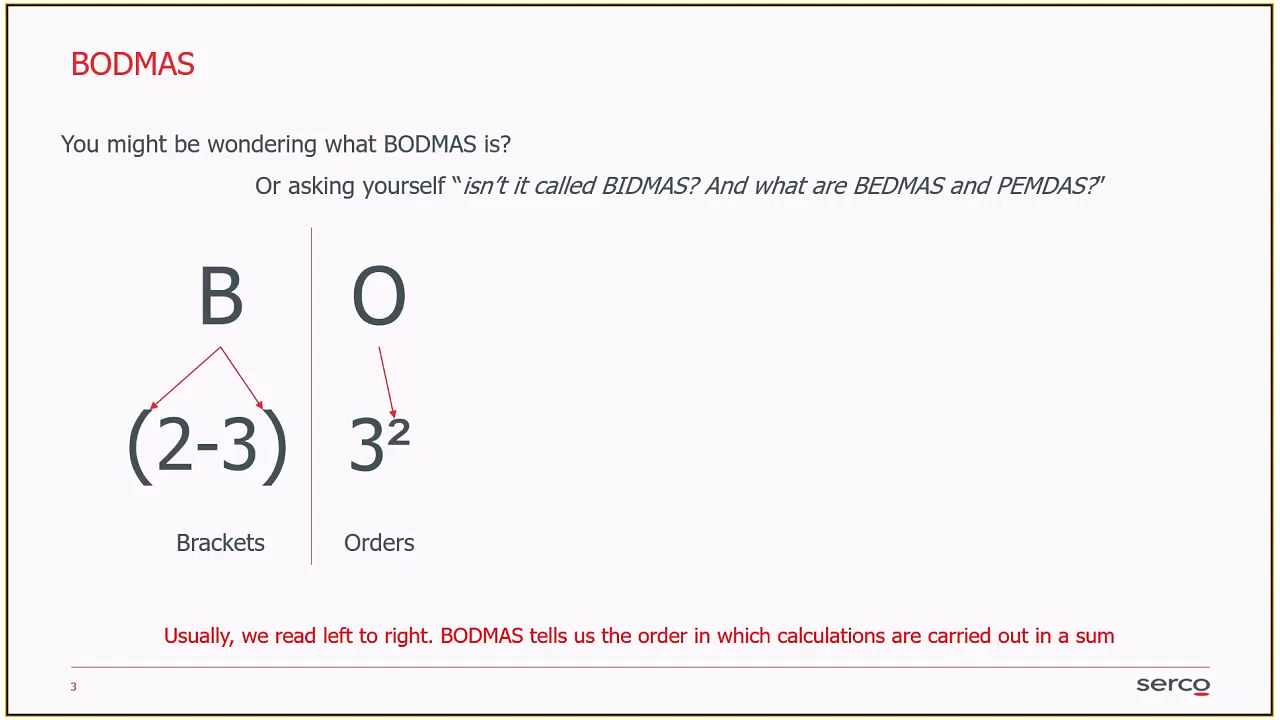 BODMAS
You might be wondering what BODMAS is?
Or asking yourself “isn’t it called BIDMAS? And what are BEDMAS and PEMDAS?”
B
O
(2-3)
3²
Brackets
Orders
Usually, we read left to right. BODMAS tells us the order in which calculations are carried out in a sum
3
serco